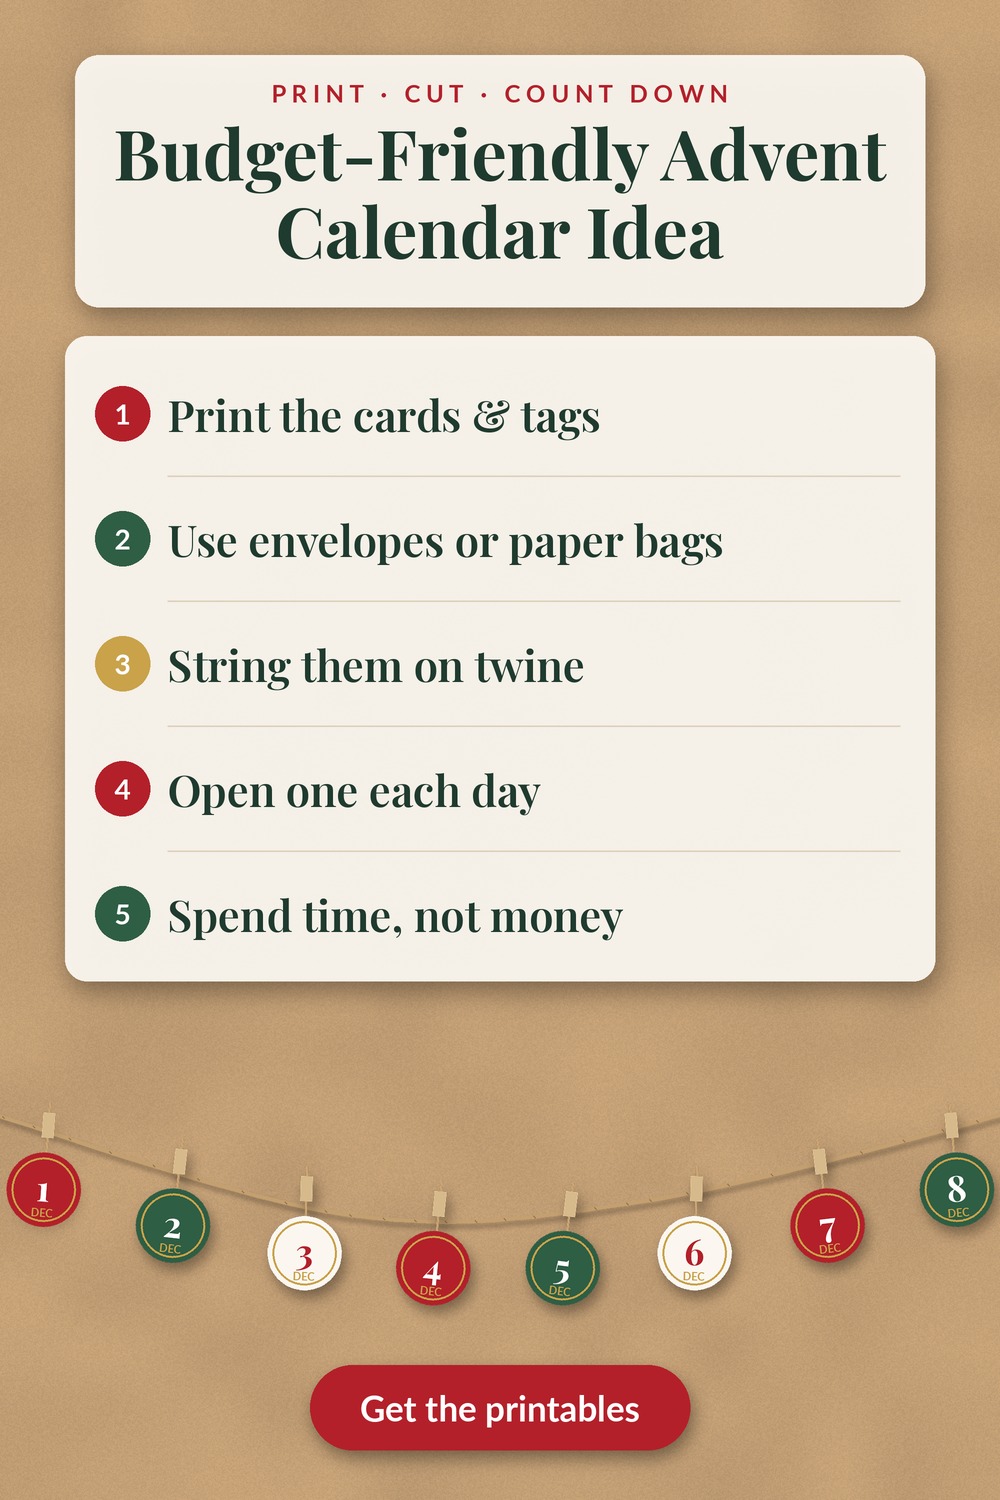 PRINT · CUT · COUNT DOWN
Budget-Friendly Advent
Calendar Idea
1 Print the cards & tags
2 Use envelopes or paper bags
3 String them on twine
4 Open one each day
5 Spend time, not money
1
DEC
2
DEC
3
DEC
4
DEC
5
DEC
6
DEC
7
DEC
8
DEC
Get the printables